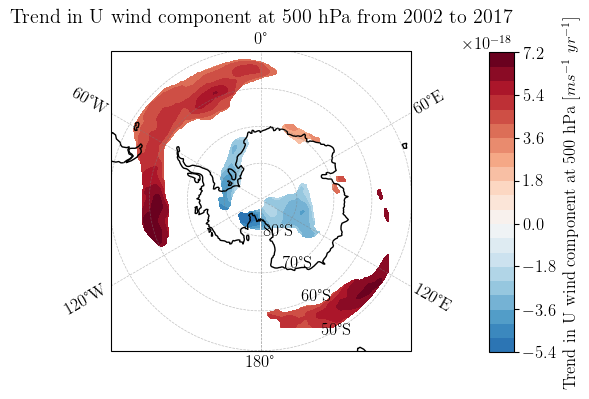 Trend in U wind component at 500 hPa from 2002 to 2017
0°
×10⁻¹⁸
60°W
60°E
80°S
70°S
60°S
50°S
120°W
120°E
180°
7.2
5.4
3.6
1.8
0.0
−1.8
−3.6
−5.4
Trend in U wind component at 500 hPa [ms⁻¹ yr⁻¹]